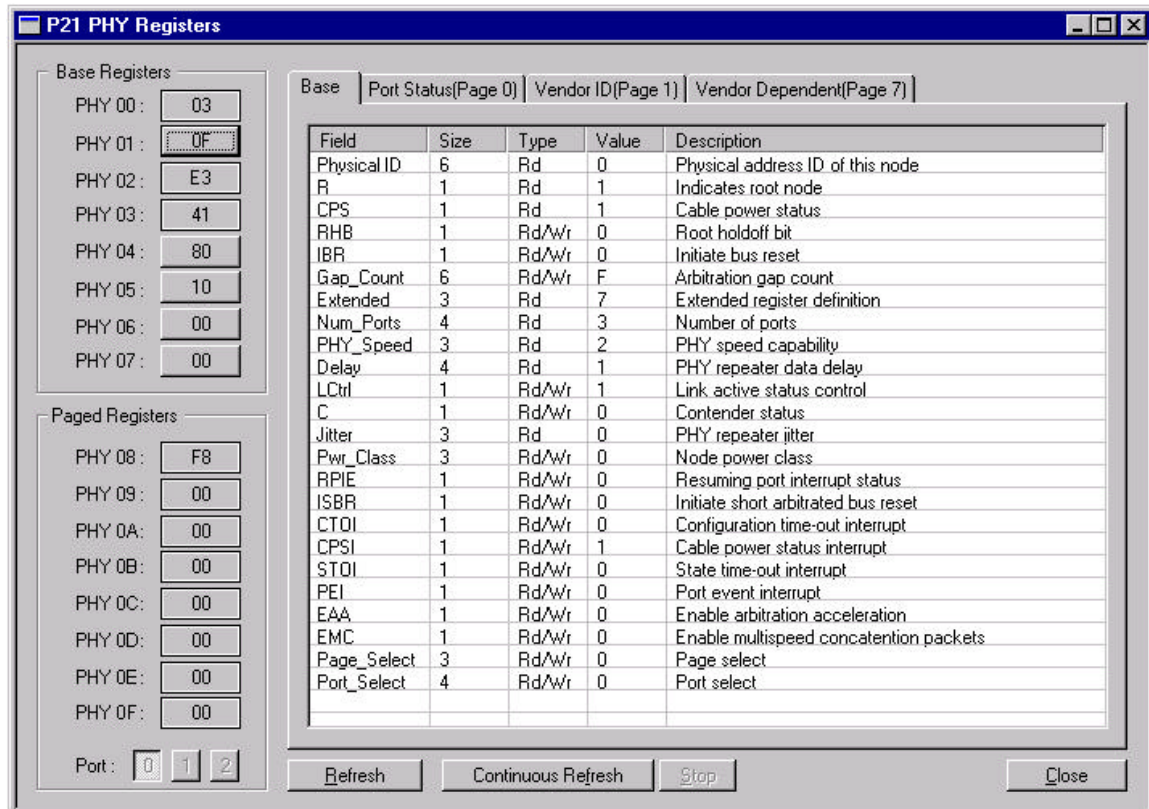 P21 PHY Registers
Base Registers
PHY 00 : 03
PHY 01 : 0F
PHY 02 : E3
PHY 03 : 41
PHY 04 : 80
PHY 05 : 10
PHY 06 : 00
PHY 07 : 00
Paged Registers
PHY 08 : F8
PHY 09 : 00
PHY 0A: 00
PHY 0B: 00
PHY 0C: 00
PHY 0D: 00
PHY 0E: 00
PHY 0F: 00
Port : 0 1 2
Base Port Status(Page 0) Vendor ID(Page 1) Vendor Dependent(Page 7)
Field Size Type Value Description
Physical ID 6 Rd 0 Physical address ID of this node
R 1 Rd 1 Indicates root node
CPS 1 Rd 1 Cable power status
RHB 1 Rd/Wr 0 Root holdoff bit
IBR 1 Rd/Wr 0 Initiate bus reset
Gap_Count 6 Rd/Wr F Arbitration gap count
Extended 3 Rd 7 Extended register definition
Num_Ports 4 Rd 3 Number of ports
PHY_Speed 3 Rd 2 PHY speed capability
Delay 4 Rd 1 PHY repeater data delay
LCtrl 1 Rd/Wr 1 Link active status control
C 1 Rd/Wr 0 Contender status
Jitter 3 Rd 0 PHY repeater jitter
Pwr_Class 3 Rd/Wr 0 Node power class
RPIE 1 Rd/Wr 0 Resuming port interrupt status
ISBR 1 Rd/Wr 0 Initiate short arbitrated bus reset
CTOI 1 Rd/Wr 0 Configuration time-out interrupt
CPSI 1 Rd/Wr 1 Cable power status interrupt
STOI 1 Rd/Wr 0 State time-out interrupt
PEI 1 Rd/Wr 0 Port event interrupt
EAA 1 Rd/Wr 0 Enable arbitration acceleration
EMC 1 Rd/Wr 0 Enable multispeed concatention packets
Page_Select 3 Rd/Wr 0 Page select
Port_Select 4 Rd/Wr 0 Port select
Refresh Continuous Refresh Stop Close